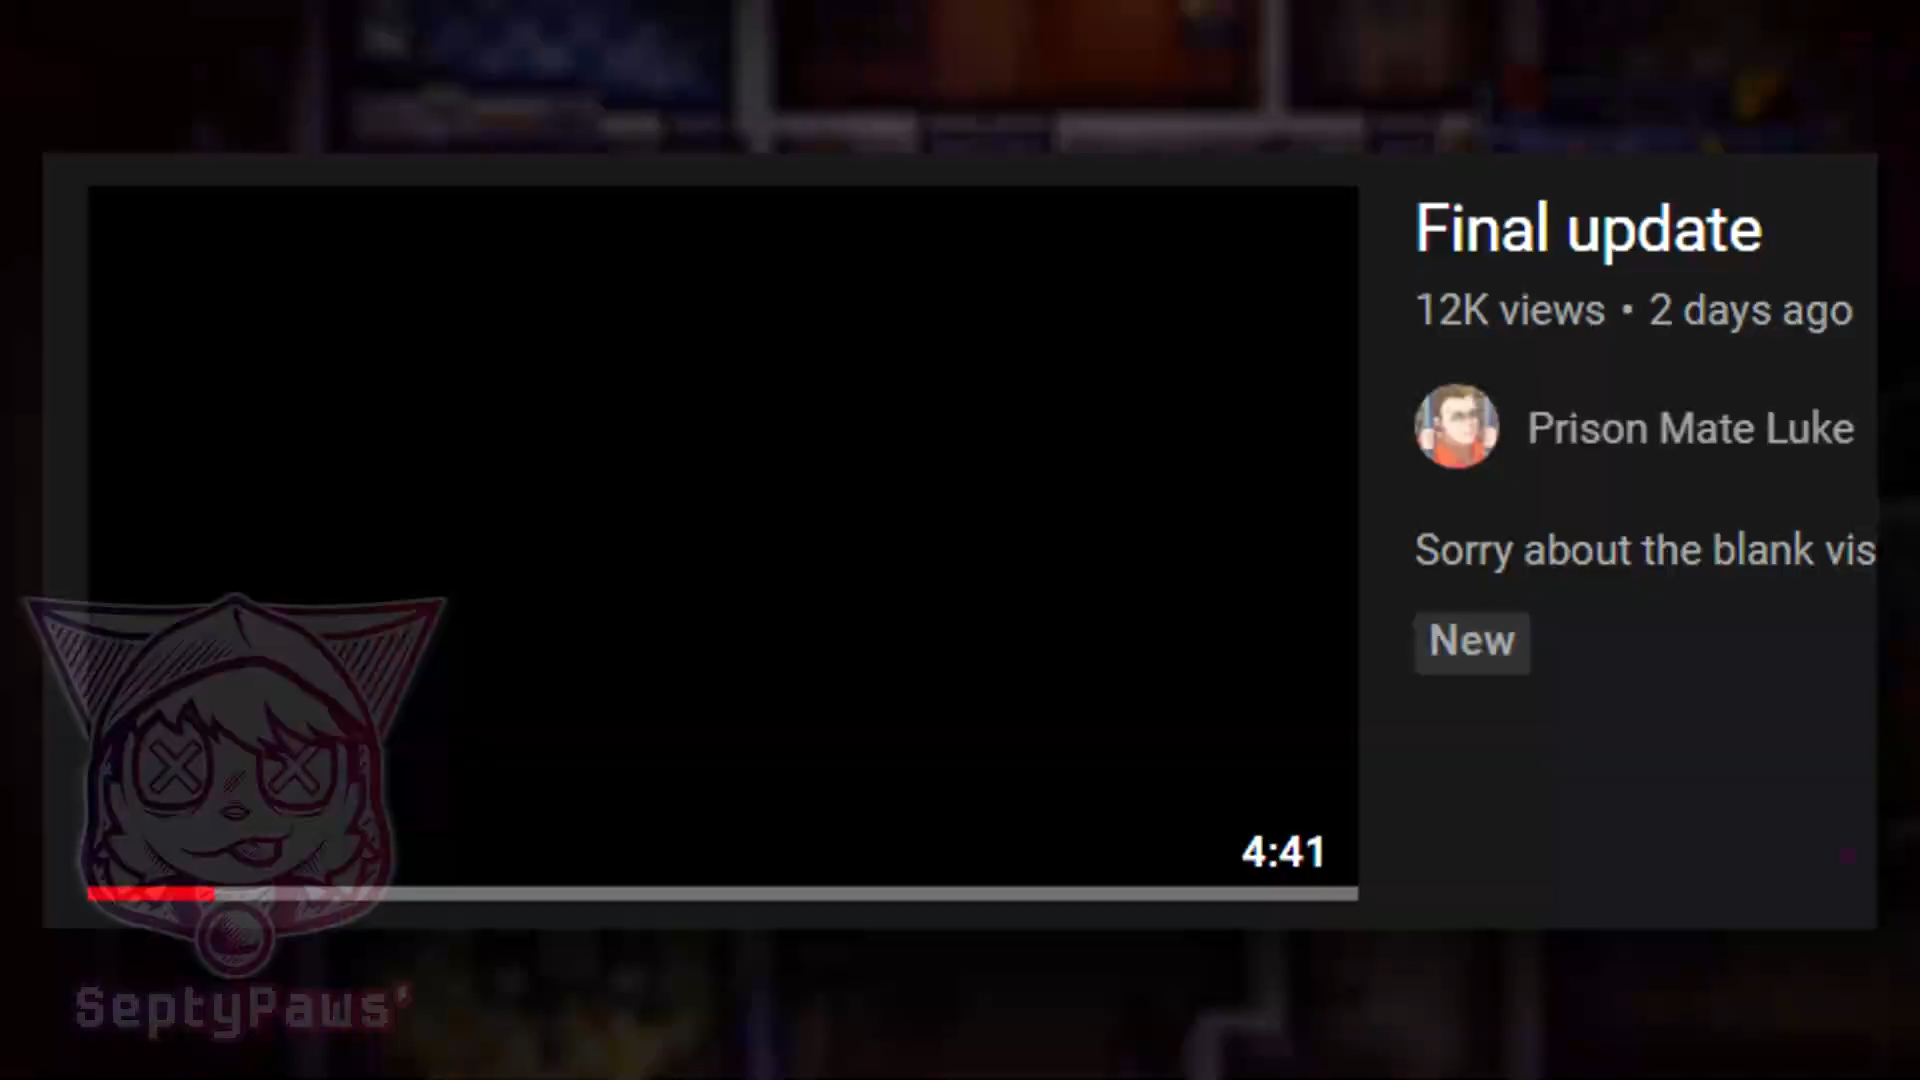 Final update
12K views • 2 days ago
Prison Mate Luke
Sorry about the blank vis
New
4:41
SeptyPaws'